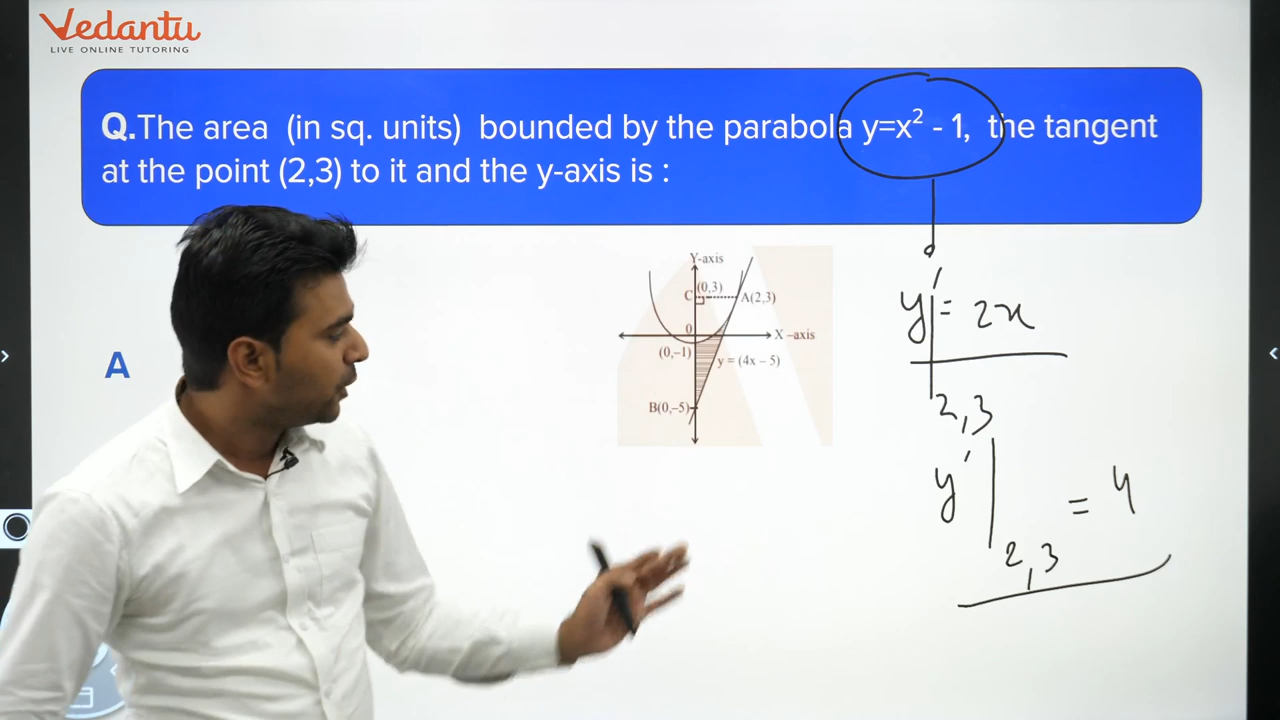 Vedantu
LIVE ONLINE TUTORING
Q.The area (in sq. units) bounded by the parabola y=x² - 1, the tangent
at the point (2,3) to it and the y-axis is :
A
Y-axis
(0,3)
C
A(2,3)
0
X-axis
(0,–1)
y = (4x – 5)
B(0,–5)
y′ = 2x
2,3
y′| 2,3 = 4